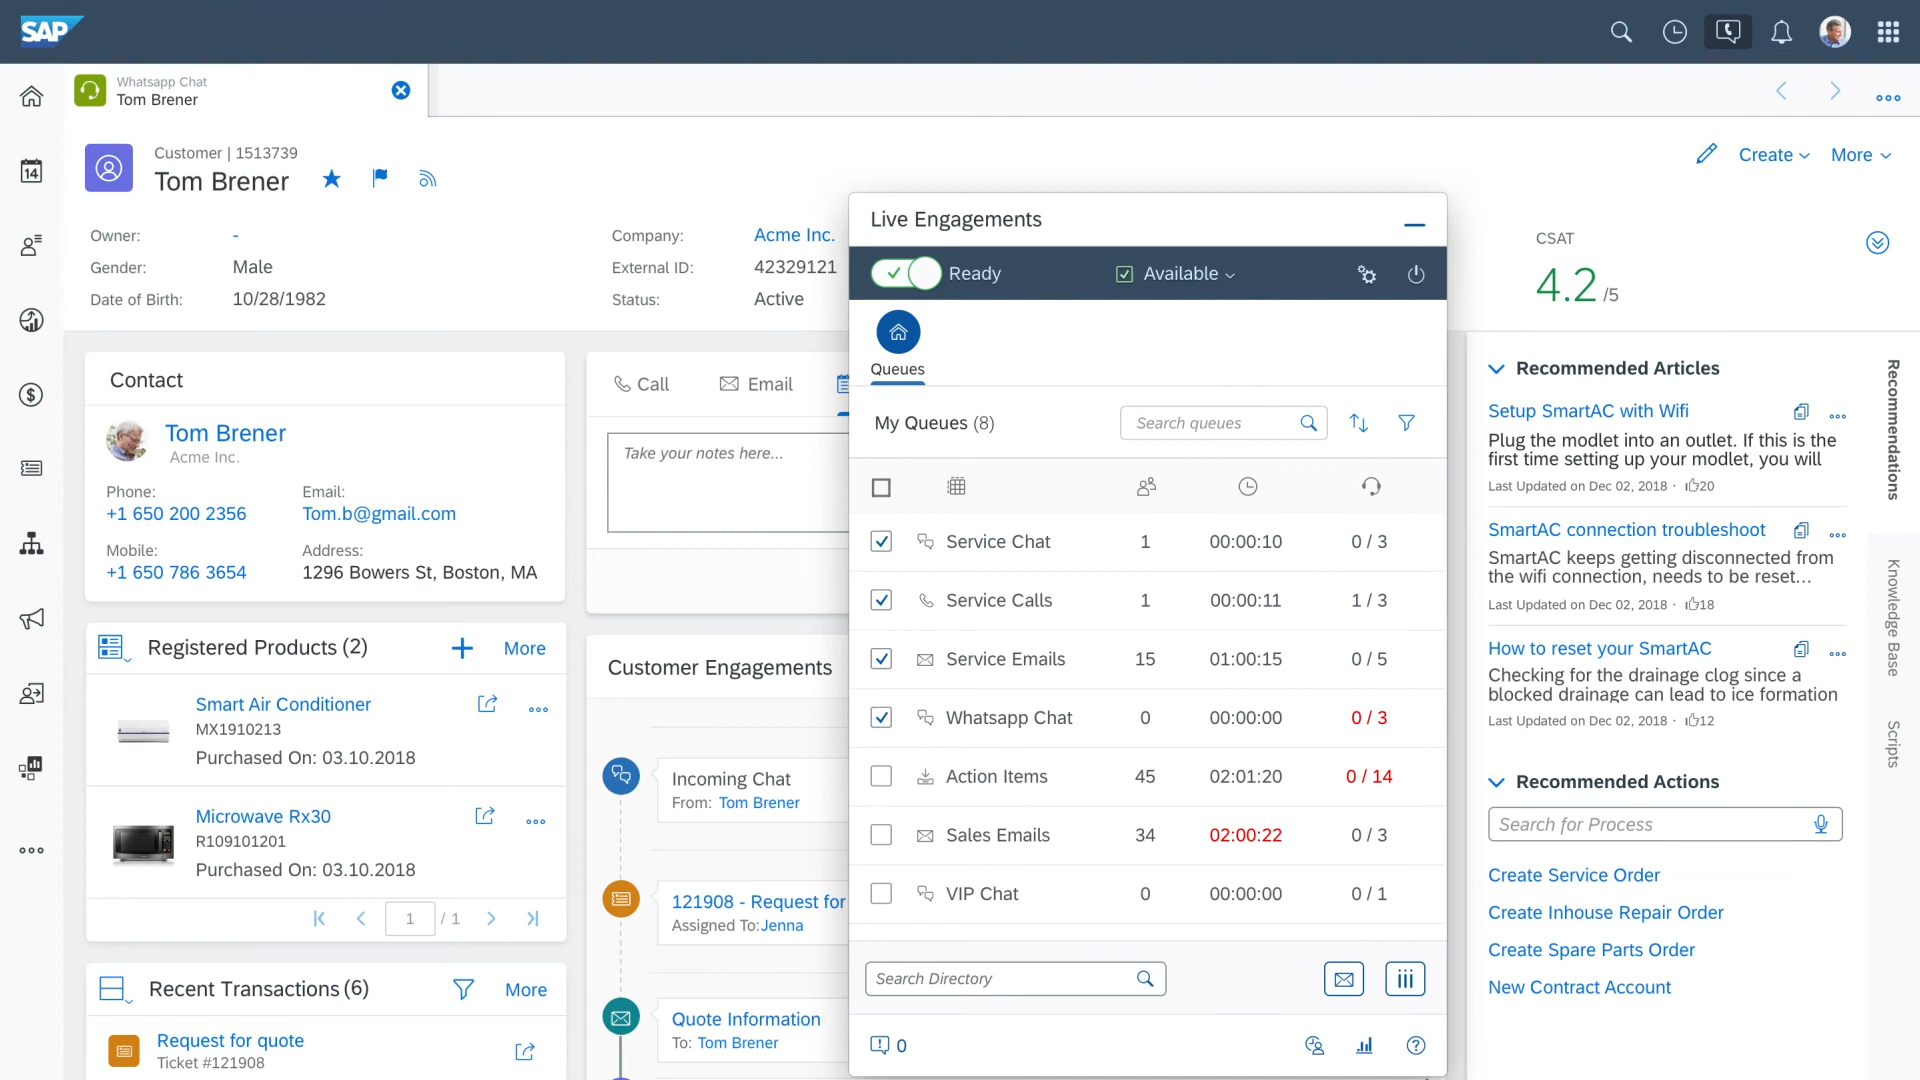 SAP
Whatsapp Chat
Tom Brener
14
Customer | 1513739
Tom Brener
Create
More
Owner: -
Gender: Male
Date of Birth: 10/28/1982
Company: Acme Inc.
External ID: 42329121
Status: Active
CSAT
4.2 /5
Contact
Tom Brener
Acme Inc.
Phone:
+1 650 200 2356
Email:
Tom.b@gmail.com
Mobile:
+1 650 786 3654
Address:
1296 Bowers St, Boston, MA
Registered Products (2)
More
Smart Air Conditioner
MX1910213
Purchased On: 03.10.2018
Microwave Rx30
R109101201
Purchased On: 03.10.2018
1 / 1
Recent Transactions (6)
More
Request for quote
Ticket #121908
Call
Email
Take your notes here...
Customer Engagements
Incoming Chat
From: Tom Brener
121908 - Request for
Assigned To:Jenna
Quote Information
To: Tom Brener
Live Engagements
Ready
Available
Queues
My Queues (8)
Search queues
Service Chat 1 00:00:10 0 / 3
Service Calls 1 00:00:11 1 / 3
Service Emails 15 01:00:15 0 / 5
Whatsapp Chat 0 00:00:00 0 / 3
Action Items 45 02:01:20 0 / 14
Sales Emails 34 02:00:22 0 / 3
VIP Chat 0 00:00:00 0 / 1
Search Directory
0
Recommended Articles
Setup SmartAC with Wifi
Plug the modlet into an outlet. If this is the
first time setting up your modlet, you will
Last Updated on Dec 02, 2018 · 20
SmartAC connection troubleshoot
SmartAC keeps getting disconnected from
the wifi connection, needs to be reset...
Last Updated on Dec 02, 2018 · 18
How to reset your SmartAC
Checking for the drainage clog since a
blocked drainage can lead to ice formation
Last Updated on Dec 02, 2018 · 12
Recommended Actions
Search for Process
Create Service Order
Create Inhouse Repair Order
Create Spare Parts Order
New Contract Account
Recommendations
Knowledge Base
Scripts